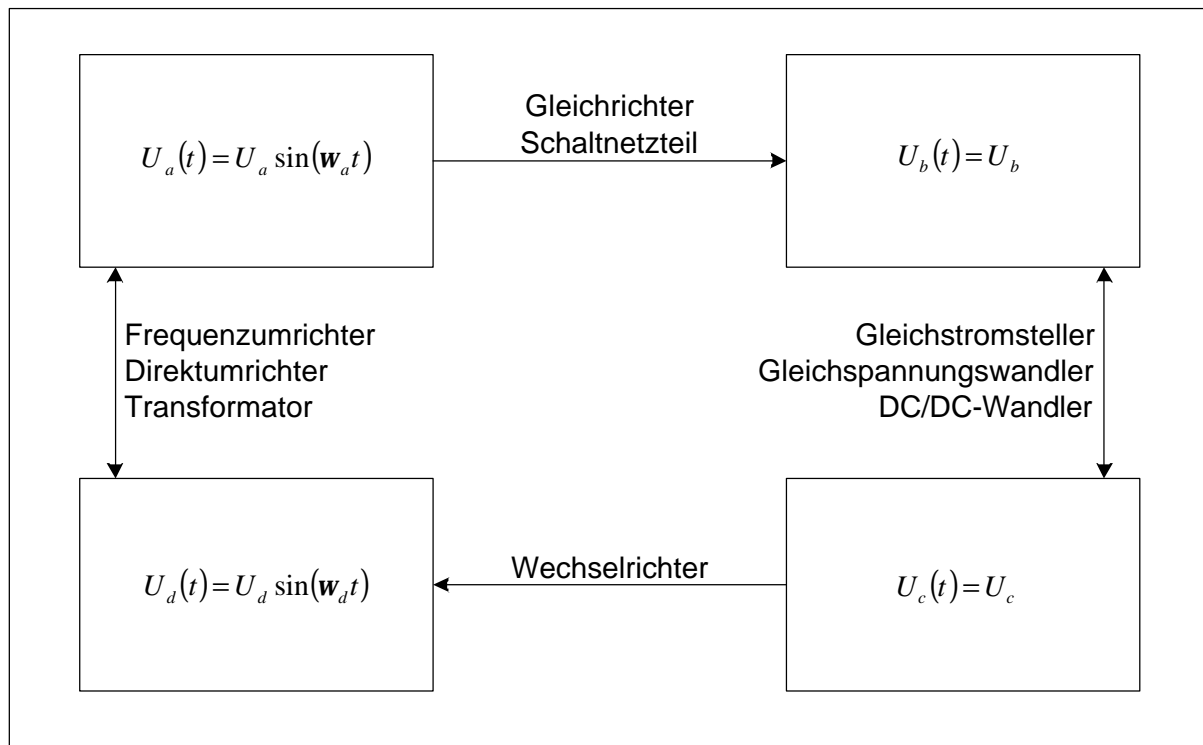 Gleichrichter
Schaltnetzteil
U_a(t) = U_a sin(w_a t)
U_b(t) = U_b
Frequenzumrichter
Direktumrichter
Transformator
Gleichstromsteller
Gleichspannungswandler
DC/DC-Wandler
Wechselrichter
U_d(t) = U_d sin(w_d t)
U_c(t) = U_c